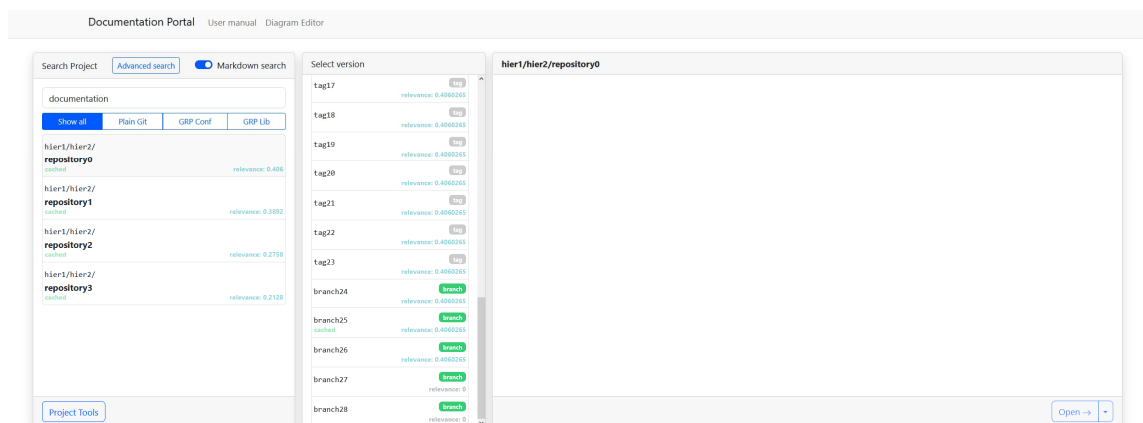 Documentation Portal User manual Diagram Editor
Search Project Advanced search Markdown search
documentation
Show all Plain Git GRP Conf GRP Lib
hier1/hier2/
repository0
cached relevance: 0.406
hier1/hier2/
repository1
cached relevance: 0.3892
hier1/hier2/
repository2
cached relevance: 0.2758
hier1/hier2/
repository3
cached relevance: 0.2128
Project Tools
Select version
tag17 tag
relevance: 0.4060265
tag18 tag
relevance: 0.4060265
tag19 tag
relevance: 0.4060265
tag20 tag
relevance: 0.4060265
tag21 tag
relevance: 0.4060265
tag22 tag
relevance: 0.4060265
tag23 tag
relevance: 0.4060265
branch24 branch
relevance: 0.4060265
branch25 branch
cached relevance: 0.4060265
branch26 branch
relevance: 0.4060265
branch27 branch
relevance: 0
branch28 branch
relevance: 0
hier1/hier2/repository0
Open →